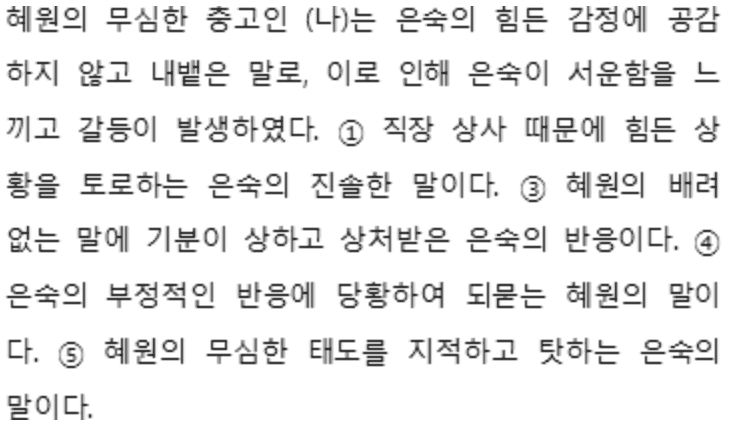 혜원의 무심한 충고인 (나)는 은숙의 힘든 감정에 공감
하지 않고 내뱉은 말로, 이로 인해 은숙이 서운함을 느
끼고 갈등이 발생하였다. ① 직장 상사 때문에 힘든 상
황을 토로하는 은숙의 진솔한 말이다. ③ 혜원의 배려
없는 말에 기분이 상하고 상처받은 은숙의 반응이다. ④
은숙의 부정적인 반응에 당황하여 되묻는 혜원의 말이
다. ⑤ 혜원의 무심한 태도를 지적하고 탓하는 은숙의
말이다.